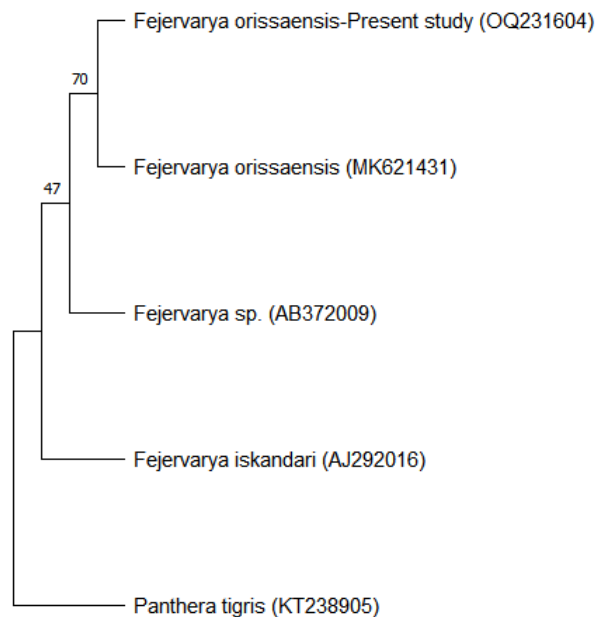 Fejervarya orissaensis-Present study (OQ231604)
70
Fejervarya orissaensis (MK621431)
47
Fejervarya sp. (AB372009)
Fejervarya iskandari (AJ292016)
Panthera tigris (KT238905)